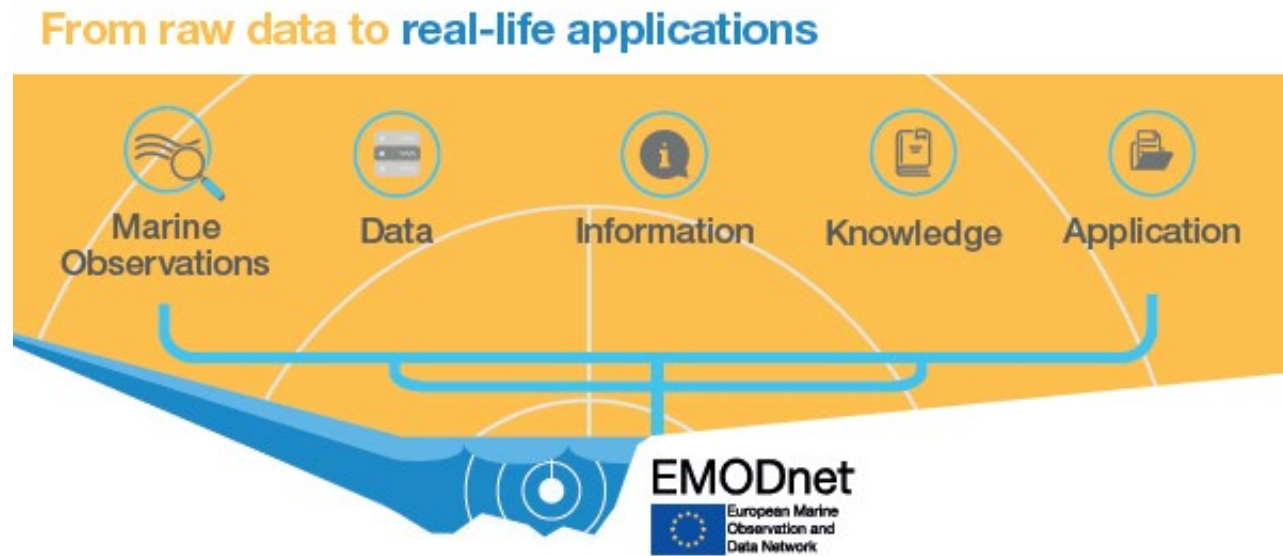 From raw data to real-life applications
Marine
Observations
Data
Information
Knowledge
Application
EMODnet
European Marine
Observation and
Data Network